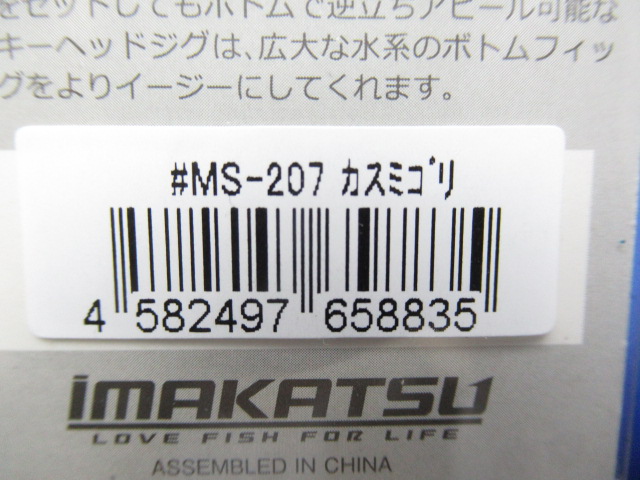 をセットしてもボトムで逆立ちアピール可能な
キーヘッドジグは、広大な水系のボトムフィッ
グをよりイージーにしてくれます。
#MS-207 ｶｽﾐｺﾞﾘ
4 582497 658835
imAKATSU
LOVE FISH FOR LIFE
ASSEMBLED IN CHINA